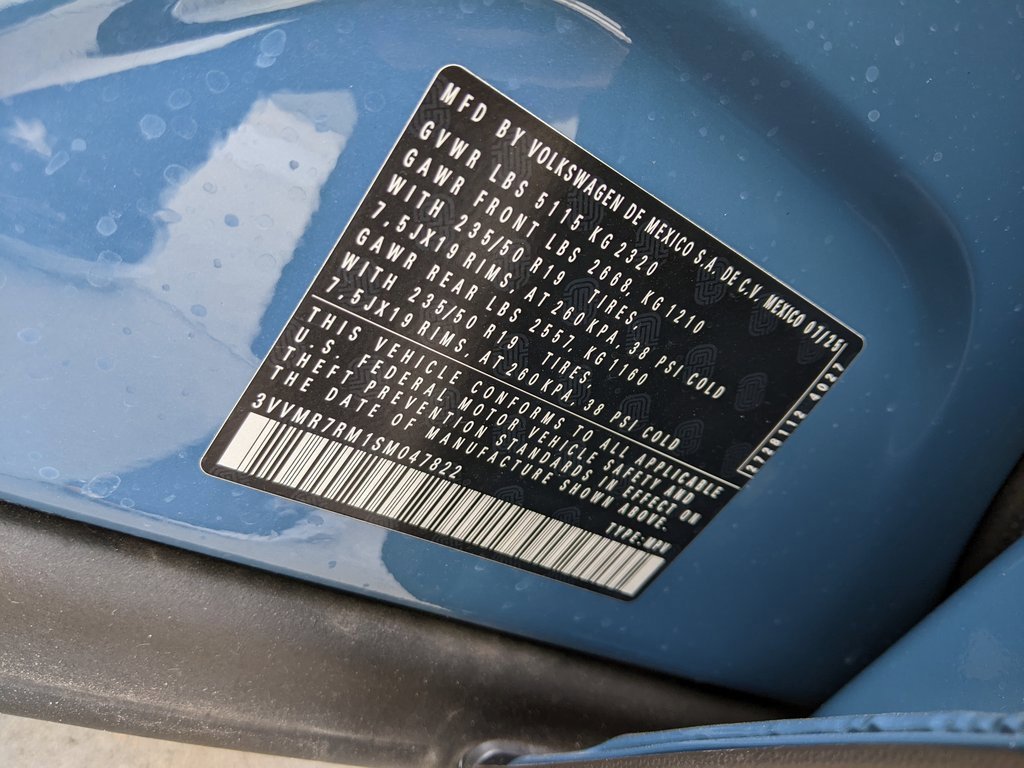 MFD BY VOLKSWAGEN DE MEXICO S.A. DE C.V. MEXICO 07/25
GVWR LBS 5115 KG 2320
GAWR FRONT LBS 2668, KG 1210
WITH 235/50 R19 TIRES,
7,5JX19 RIMS, AT 260 KPA, 38 PSI COLD
GAWR REAR LBS 2557, KG 1160
WITH 235/50 R19 TIRES,
7,5JX19 RIMS, AT 260 KPA, 38 PSI COLD
THIS VEHICLE CONFORMS TO ALL APPLICABLE
U.S. FEDERAL MOTOR VEHICLE SAFETY AND
THEFT PREVENTION STANDARDS IN EFFECT ON
THE DATE OF MANUFACTURE SHOWN ABOVE.
3VVMR7RM1SM047822
TYPE:MPV